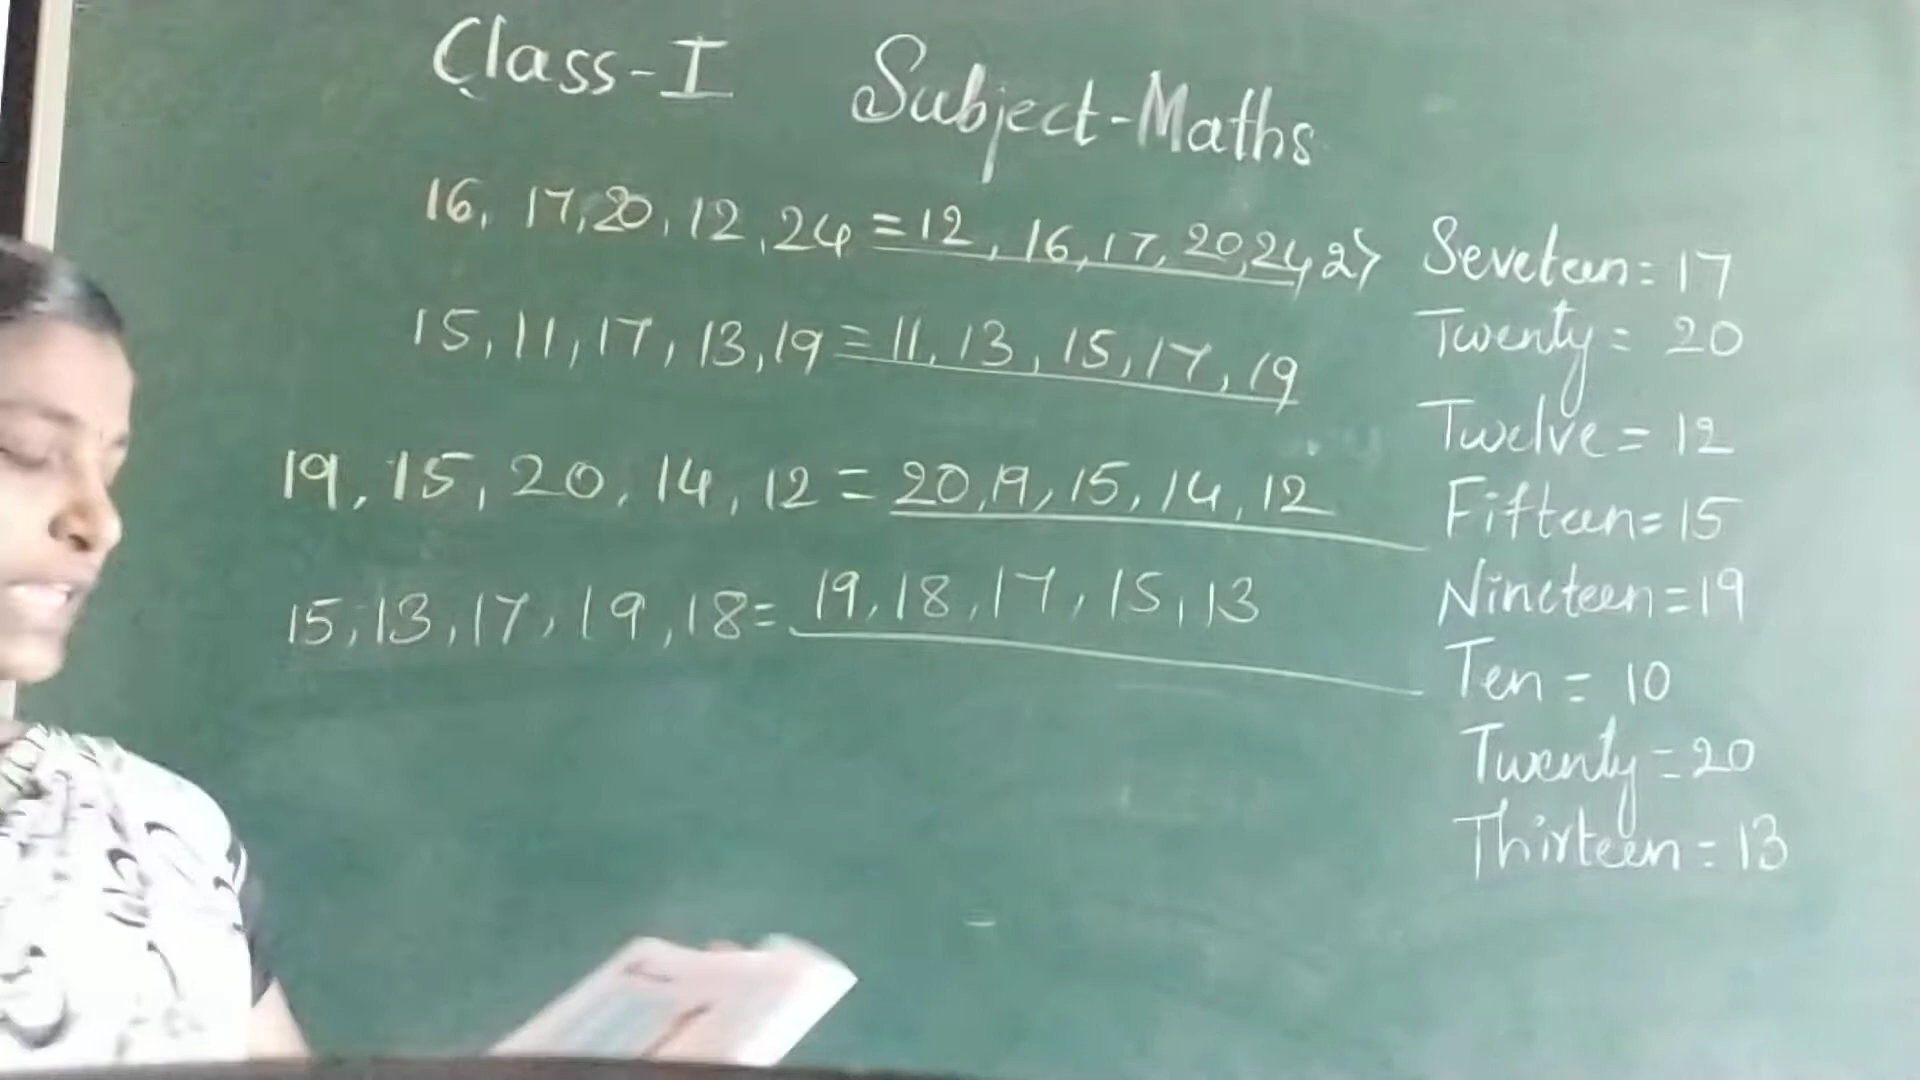 Class-I Subject-Maths
16, 17, 20, 12, 24 = 12, 16, 17, 20, 24, 2>
15, 11, 17, 13, 19 = 11, 13, 15, 17, 19
19, 15, 20, 14, 12 = 20, 19, 15, 14, 12
15, 13, 17, 19, 18 = 19, 18, 17, 15, 13
Seveteen = 17
Twenty = 20
Twelve = 12
Fifteen = 15
Nineteen = 19
Ten = 10
Twenty = 20
Thirteen = 13